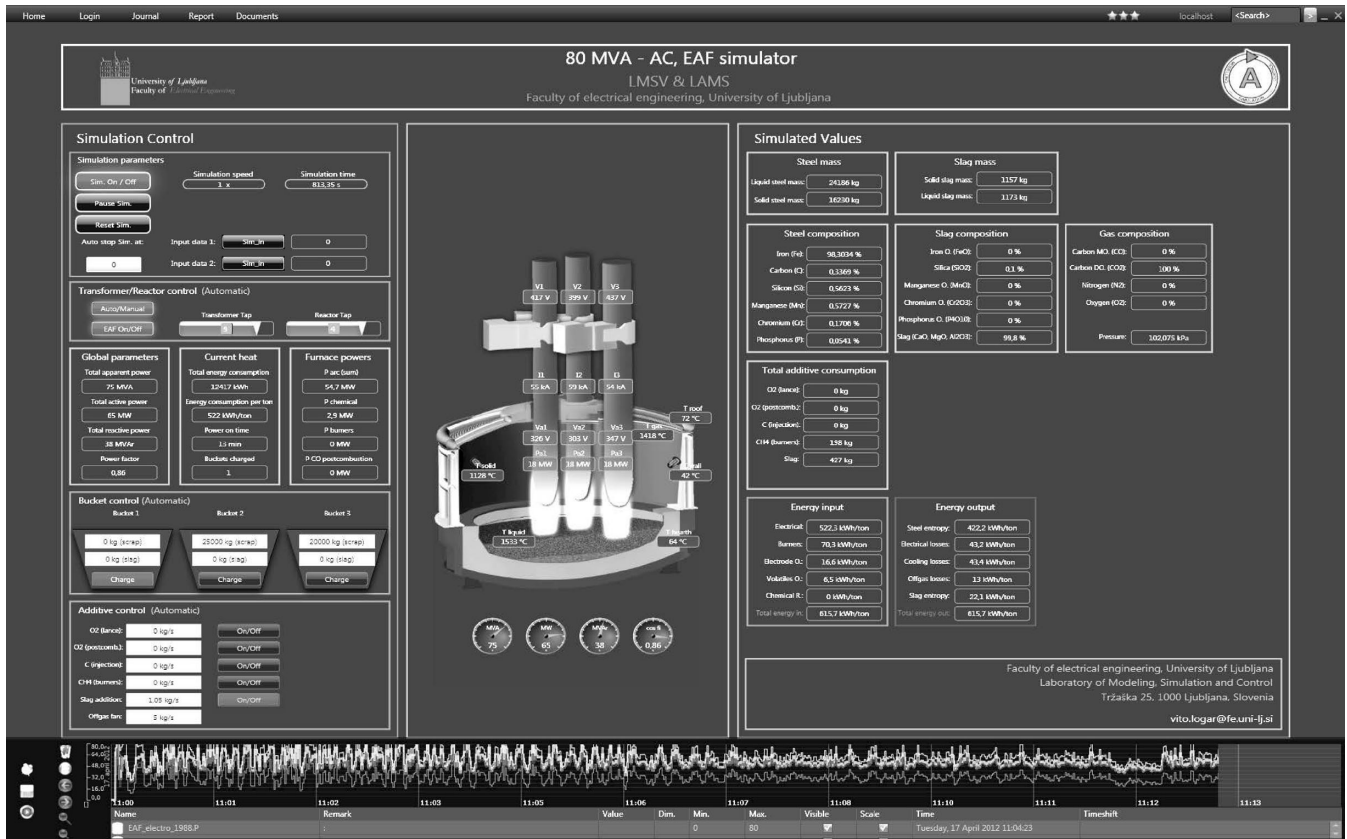 Home Login Journal Report Documents localhost <Search>
University of Ljubljana
Faculty of Electrical Engineering
80 MVA - AC, EAF simulator
LMSV & LAMS
Faculty of electrical engineering, University of Ljubljana
A
Simulation Control
Simulation parameters
Sim. On / Off
Simulation speed
1 x
Simulation time
813,35 s
Pause Sim.
Reset Sim.
Auto stop Sim. at:
0
Input data 1: Sim_in 0
Input data 2: Sim_in 0
Transformer/Reactor control (Automatic)
Auto/Manual
EAF On/Off
Transformer Tap
Reactor Tap
4
Global parameters
Total apparent power
75 MVA
Total active power
65 MW
Total reactive power
38 MVAr
Power factor
0,86
Current heat
Total energy consumption
12417 kWh
Energy consumption per ton
522 kWh/ton
Power on time
13 min
Buckets charged
1
Furnace powers
P arc (sum)
54,7 MW
P chemical
2,9 MW
P burners
0 MW
P CO postcombustion
0 MW
Bucket control (Automatic)
Bucket 1 Bucket 2 Bucket 3
0 kg (scrap) 25000 kg (scrap) 20000 kg (scrap)
0 kg (slag) 0 kg (slag) 0 kg (slag)
Charge Charge Charge
Additive control (Automatic)
O2 (lance): 0 kg/s On/Off
O2 (postcomb.): 0 kg/s On/Off
C (injection): 0 kg/s On/Off
CH4 (burners): 0 kg/s On/Off
Slag addition: 1.05 kg/s On/Off
Offgas fan: 5 kg/s
V1 V2 V3
417 V 399 V 437 V
I1 I2 I3
55 kA 59 kA 54 kA
T roof
72 °C
Va1 Va2 Va3 T gas
326 V 303 V 347 V 1418 °C
Pa1 Pa2 Pa3
18 MW 18 MW 18 MW
T solid
1128 °C
T wall
42 °C
T liquid
1533 °C
T hearth
64 °C
MVA MW MVAr cos fi
75 65 38 0,86
Simulated Values
Steel mass
Liquid steel mass: 24186 kg
Solid steel mass: 16230 kg
Slag mass
Solid slag mass: 1157 kg
Liquid slag mass: 1173 kg
Steel composition
Iron (Fe): 98,3034 %
Carbon (C): 0,3369 %
Silicon (Si): 0,5623 %
Manganese (Mn): 0,5727 %
Chromium (Cr): 0,1706 %
Phosphorus (P): 0,0541 %
Slag composition
Iron O. (FeO): 0 %
Silica (SiO2): 0,1 %
Manganese O. (MnO): 0 %
Chromium O. (Cr2O3): 0 %
Phosphorus O. (P4O10): 0 %
Slag (CaO, MgO, Al2O3): 99,8 %
Gas composition
Carbon MO. (CO): 0 %
Carbon DO. (CO2): 100 %
Nitrogen (N2): 0 %
Oxygen (O2): 0 %
Pressure: 102,075 kPa
Total additive consumption
O2 (lance): 0 kg
O2 (postcomb.): 0 kg
C (injection): 0 kg
CH4 (burners): 198 kg
Slag: 427 kg
Energy input
Electrical: 522,3 kWh/ton
Burners: 70,3 kWh/ton
Electrode O.: 16,6 kWh/ton
Volatiles O.: 6,5 kWh/ton
Chemical R.: 0 kWh/ton
Total energy in: 615,7 kWh/ton
Energy output
Steel entropy: 422,2 kWh/ton
Electrical losses: 43,2 kWh/ton
Cooling losses: 43,4 kWh/ton
Offgas losses: 13 kWh/ton
Slag entropy: 22,1 kWh/ton
Total energy out: 615,7 kWh/ton
Faculty of electrical engineering, University of Ljubljana
Laboratory of Modeling, Simulation and Control
Tržaška 25, 1000 Ljubljana, Slovenia
vito.logar@fe.uni-lj.si
80,0
64,0
48,0
32,0
16,0
0,0
11:00 11:01 11:02 11:03 11:05 11:06 11:07 11:08 11:10 11:11 11:12 11:13
Name Remark Value Dim. Min. Max. Visible Scale Time Timeshift
EAF_electro_1988.P : 0 80 Tuesday, 17 April 2012 11:04:23